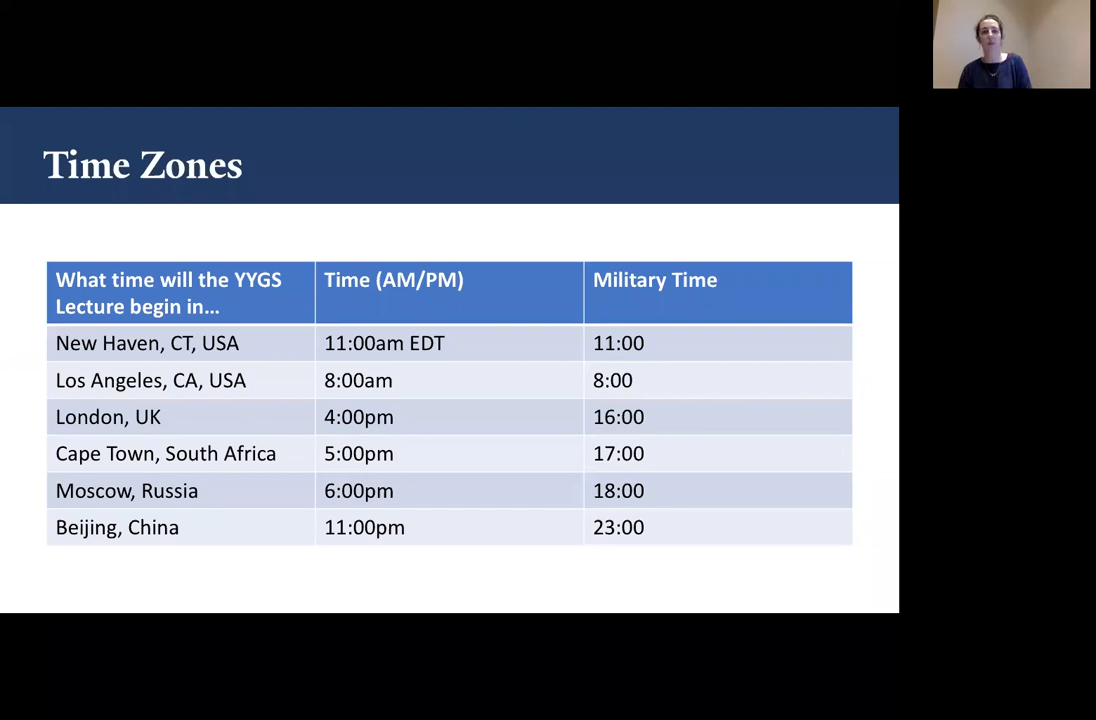 Time Zones
What time will the YYGS Time (AM/PM) Military Time
Lecture begin in…
New Haven, CT, USA 11:00am EDT 11:00
Los Angeles, CA, USA 8:00am 8:00
London, UK 4:00pm 16:00
Cape Town, South Africa 5:00pm 17:00
Moscow, Russia 6:00pm 18:00
Beijing, China 11:00pm 23:00